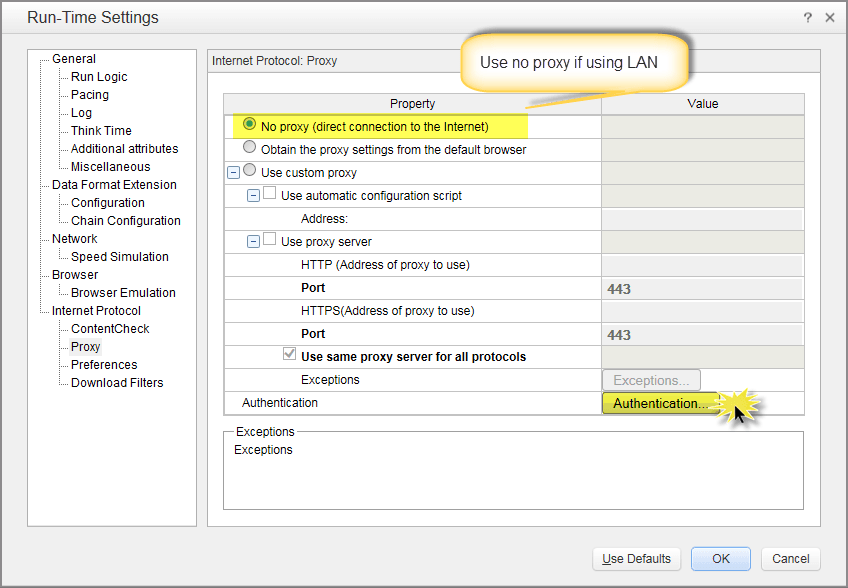 Run-Time Settings
? ×
General
Run Logic
Pacing
Log
Think Time
Additional attributes
Miscellaneous
Data Format Extension
Configuration
Chain Configuration
Network
Speed Simulation
Browser
Browser Emulation
Internet Protocol
ContentCheck
Proxy
Preferences
Download Filters
Internet Protocol: Proxy
Use no proxy if using LAN
Property Value
No proxy (direct connection to the Internet)
Obtain the proxy settings from the default browser
Use custom proxy
Use automatic configuration script
Address:
Use proxy server
HTTP (Address of proxy to use)
Port 443
HTTPS(Address of proxy to use)
Port 443
Use same proxy server for all protocols
Exceptions Exceptions...
Authentication Authentication...
Exceptions
Exceptions
Use Defaults OK Cancel